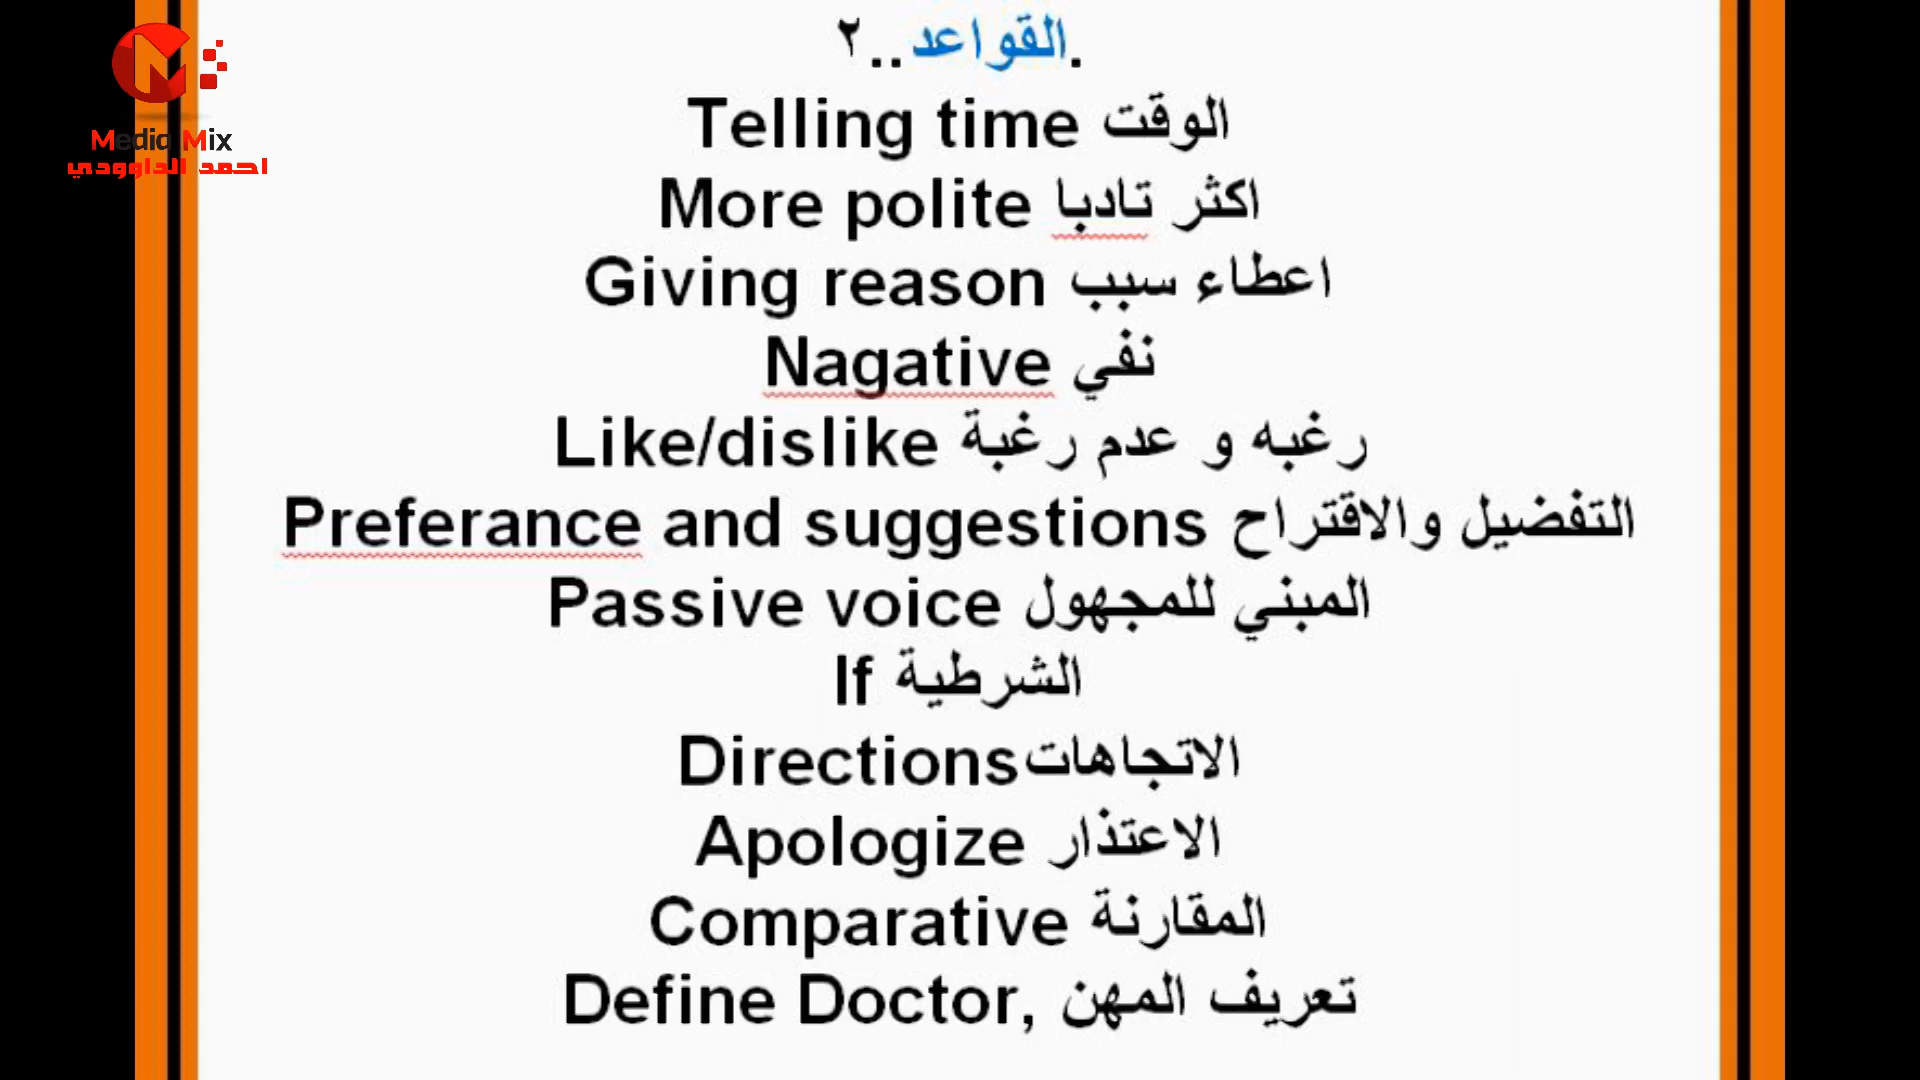 Media Mix
احمد الداوودي
.القواعد..٢
Telling time الوقت
More polite اكثر تادبا
Giving reason اعطاء سبب
Nagative نفي
Like/dislike رغبه و عدم رغبة
Preferance and suggestions التفضيل والاقتراح
Passive voice المبني للمجهول
If الشرطية
Directions الاتجاهات
Apologize الاعتذار
Comparative المقارنة
Define Doctor, تعريف المهن